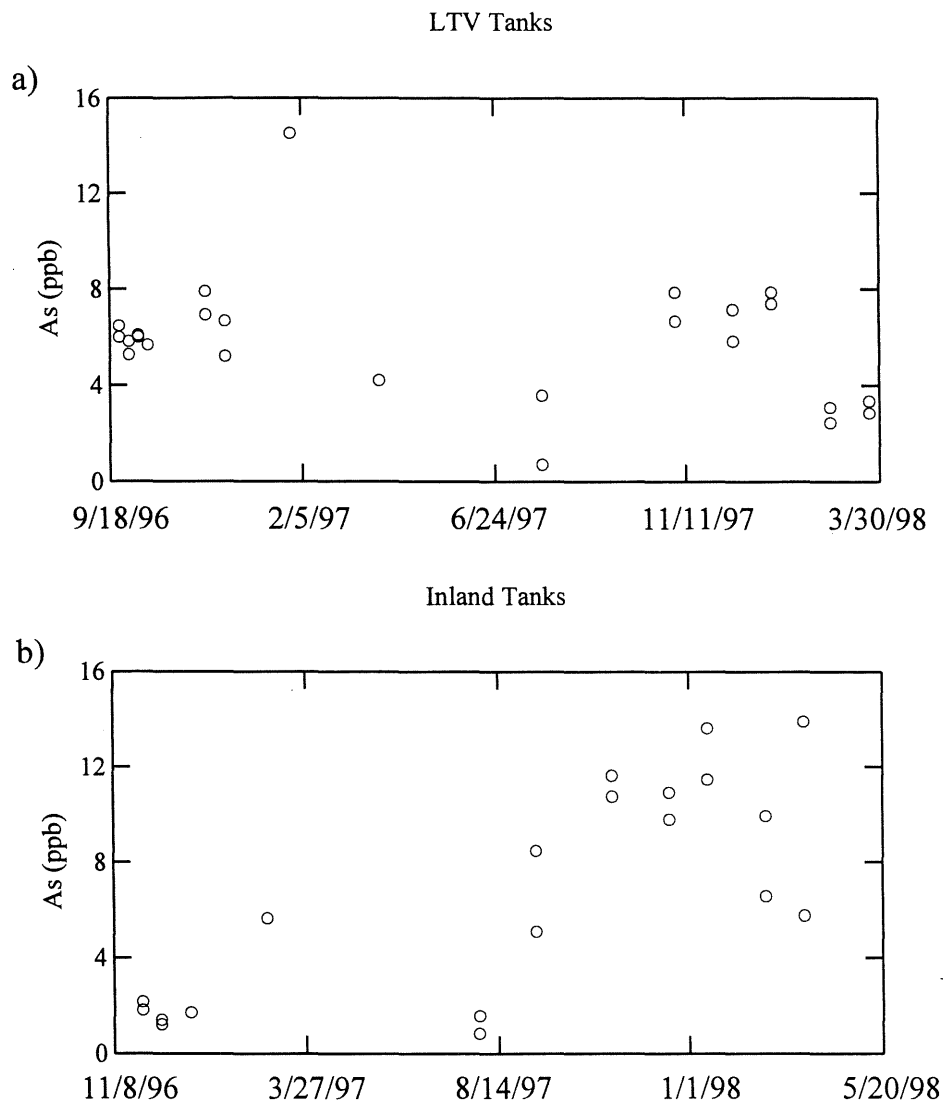 LTV Tanks
a)
16
12
8
4
0
As (ppb)
9/18/96 2/5/97 6/24/97 11/11/97 3/30/98
Inland Tanks
b)
16
12
8
4
0
As (ppb)
11/8/96 3/27/97 8/14/97 1/1/98 5/20/98